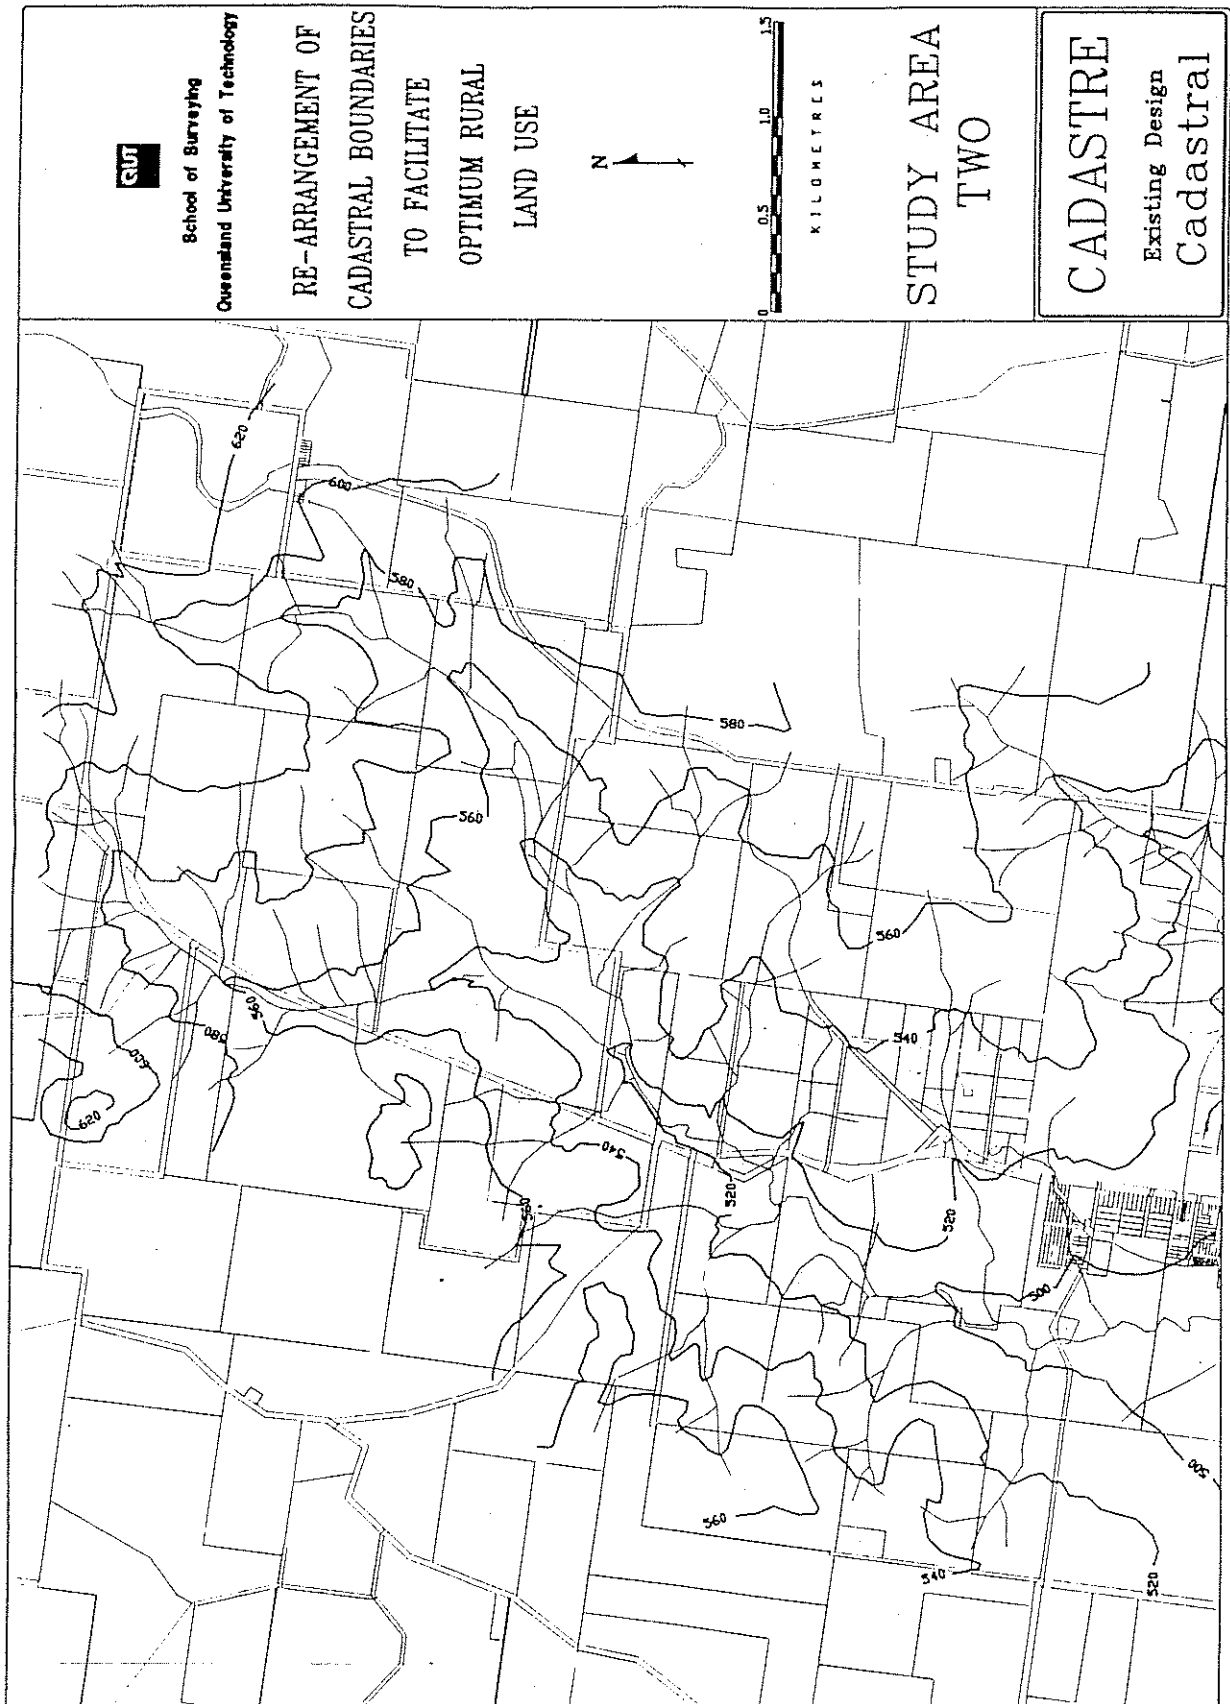 QUT
School of Surveying
Queensland University of Technology
RE-ARRANGEMENT OF
CADASTRAL BOUNDARIES
TO FACILITATE
OPTIMUM RURAL
LAND USE
N
0 0.5 1.0 1.5
KILOMETRES
STUDY AREA
TWO
CADASTRE
Existing Design
Cadastral
620
600
580
580
560
560
580
600
620
560
540
540
520
560
520
500
560
540
520
500